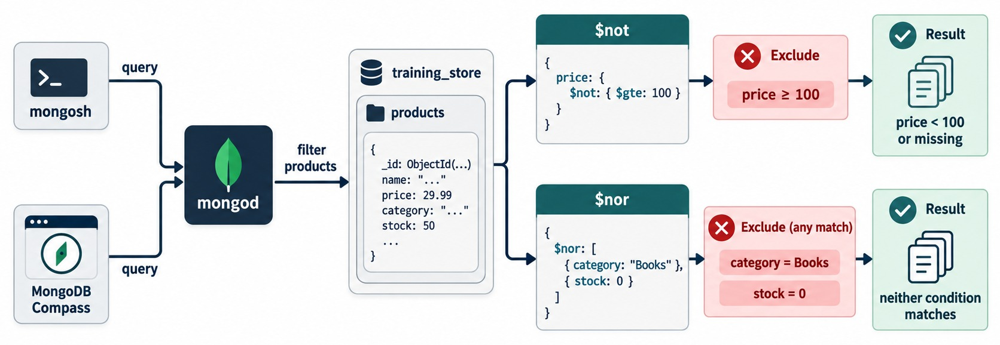 >_
mongosh
query
MongoDB
Compass
query
mongod
filter
products
training_store
products
{
_id: ObjectId(...)
name: "..."
price: 29.99
category: "..."
stock: 50
...
}
$not
{
price: {
$not: { $gte: 100 }
}
}
Exclude
price ≥ 100
Result
price < 100
or missing
$nor
{
$nor: [
{ category: "Books" },
{ stock: 0 }
]
}
Exclude (any match)
category = Books
stock = 0
Result
neither condition
matches